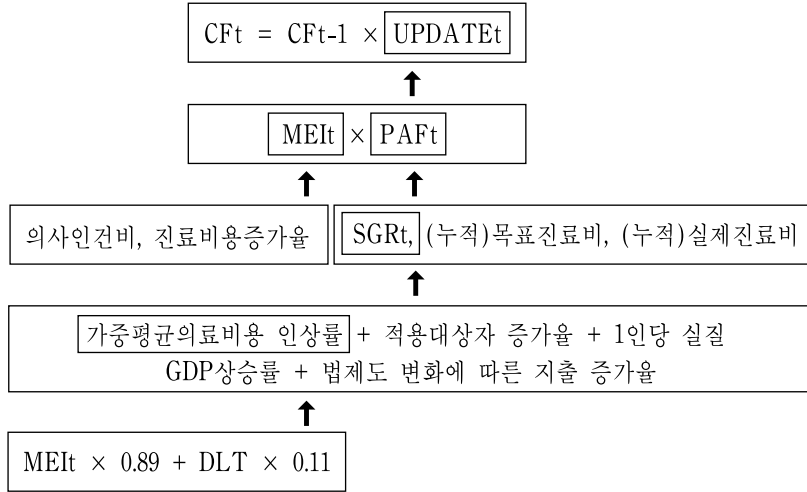 CFt = CFt-1 × UPDATEt
MEIt × PAFt
의사인건비, 진료비용증가율
SGRt, (누적)목표진료비, (누적)실제진료비
가중평균의료비용 인상률 + 적용대상자 증가율 + 1인당 실질
GDP상승률 + 법제도 변화에 따른 지출 증가율
MEIt × 0.89 + DLT × 0.11